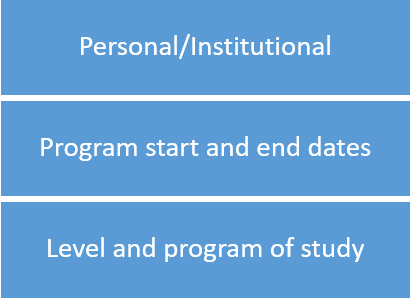 Personal/Institutional
Program start and end dates
Level and program of study